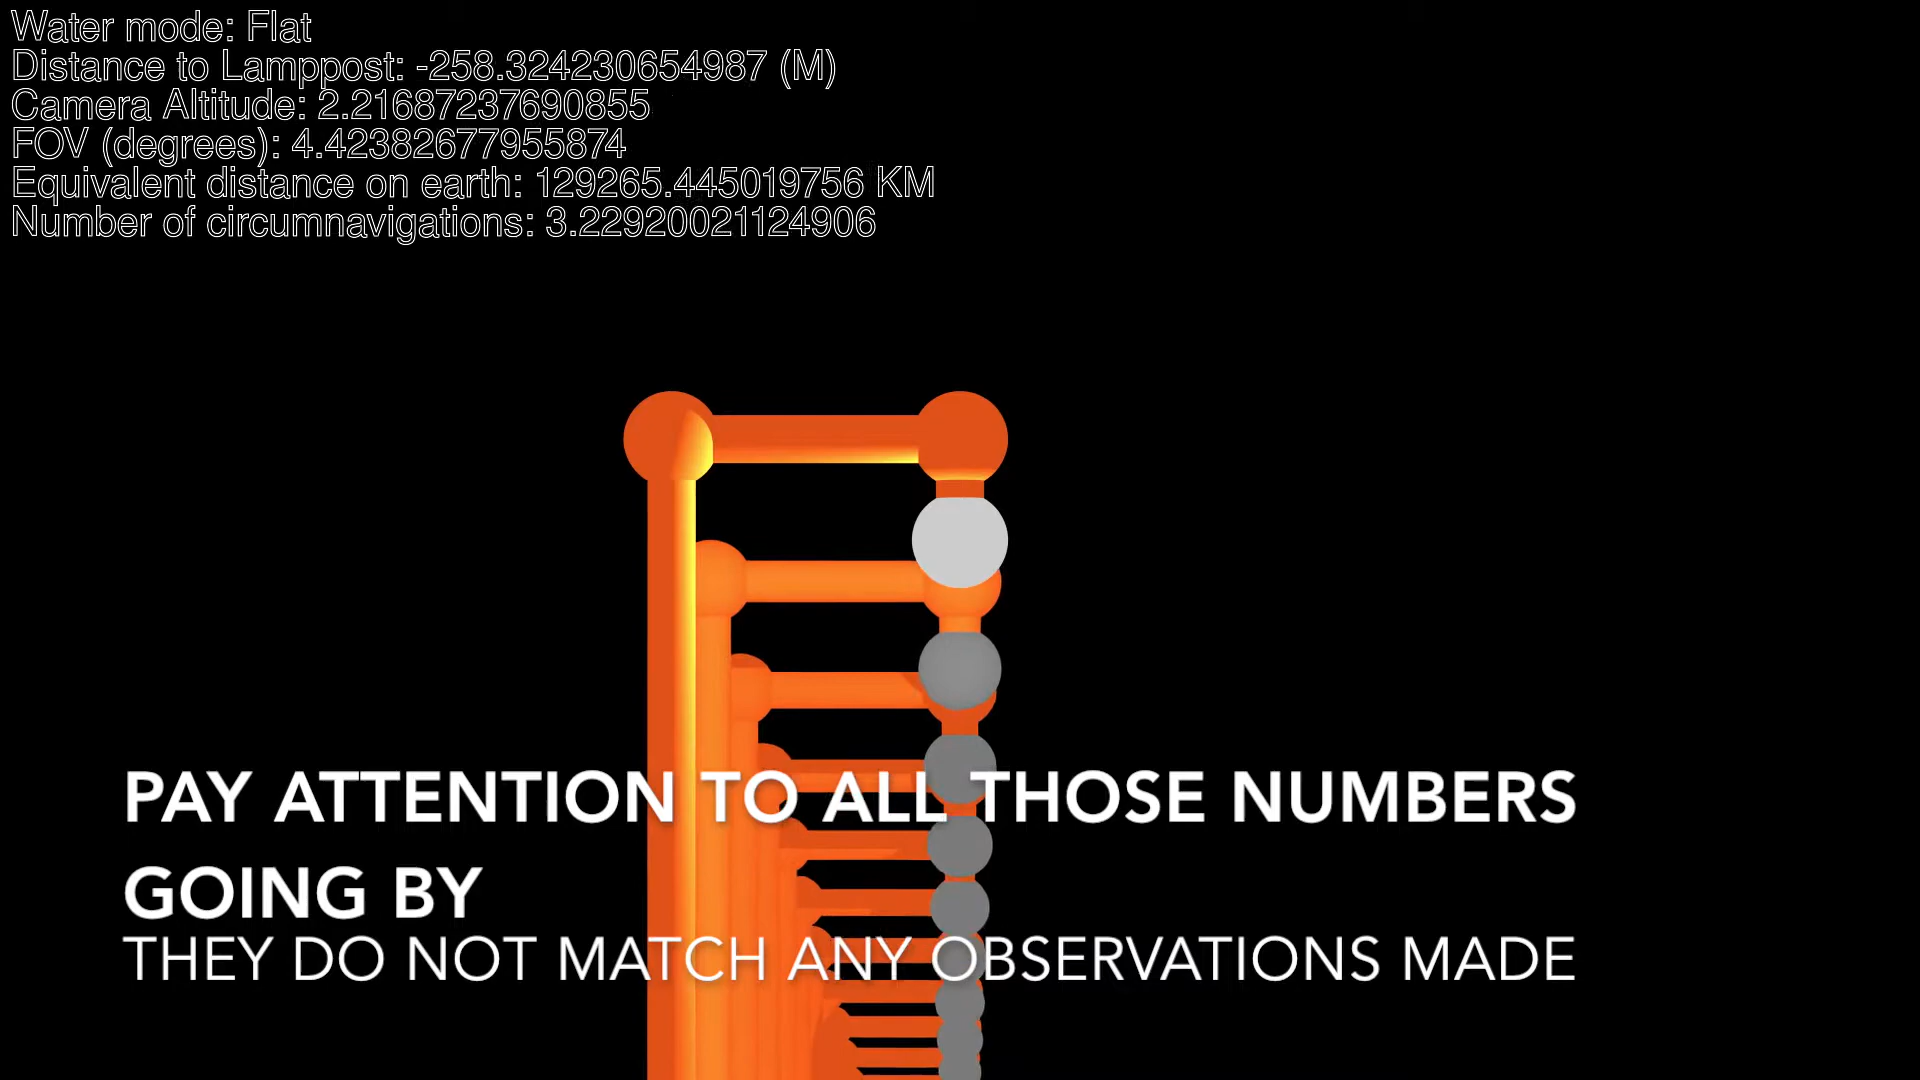 Water mode: Flat
Distance to Lamppost: -258.324230654987 (M)
Camera Altitude: 2.21687237690855
FOV (degrees): 4.42382677955874
Equivalent distance on earth: 129265.445019756 KM
Number of circumnavigations: 3.22920021124906
PAY ATTENTION TO ALL THOSE NUMBERS
GOING BY
THEY DO NOT MATCH ANY OBSERVATIONS MADE